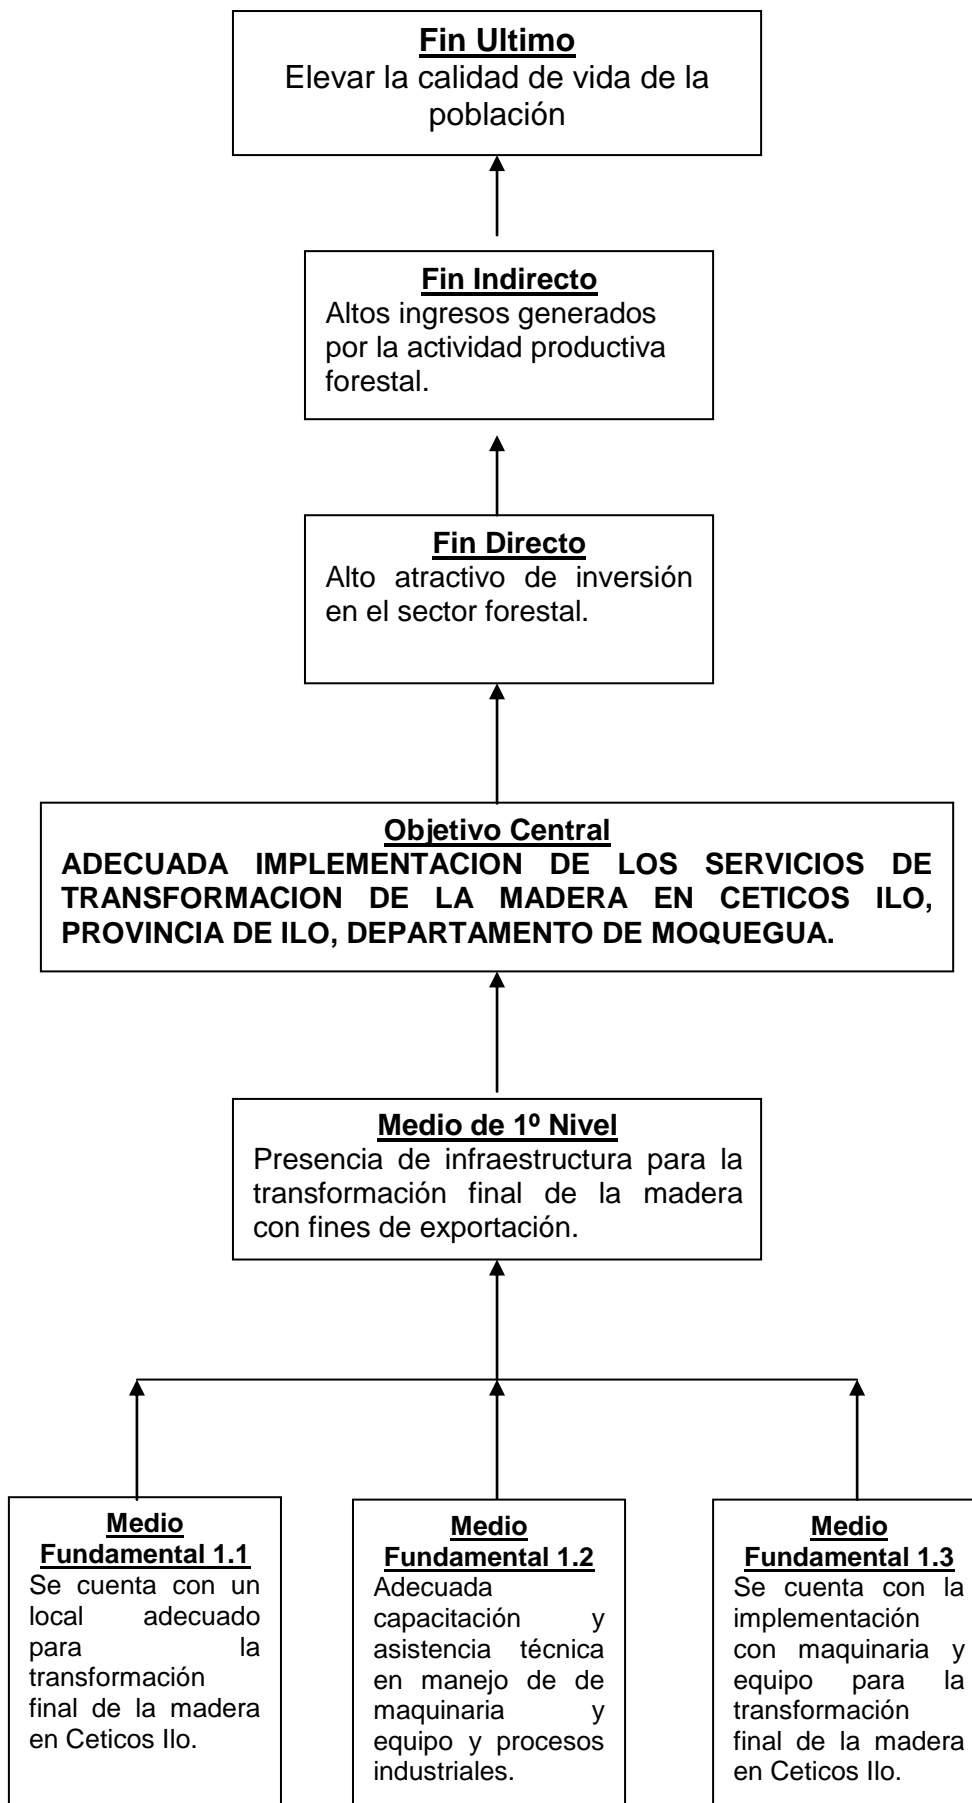 Fin Ultimo
Elevar la calidad de vida de la
población
Fin Indirecto
Altos ingresos generados
por la actividad productiva
forestal.
Fin Directo
Alto atractivo de inversión
en el sector forestal.
Objetivo Central
ADECUADA IMPLEMENTACION DE LOS SERVICIOS DE
TRANSFORMACION DE LA MADERA EN CETICOS ILO,
PROVINCIA DE ILO, DEPARTAMENTO DE MOQUEGUA.
Medio de 1º Nivel
Presencia de infraestructura para la
transformación final de la madera
con fines de exportación.
Medio
Fundamental 1.1
Se cuenta con un
local adecuado
para la
transformación
final de la madera
en Ceticos Ilo.
Medio
Fundamental 1.2
Adecuada
capacitación y
asistencia técnica
en manejo de de
maquinaria y
equipo y procesos
industriales.
Medio
Fundamental 1.3
Se cuenta con la
implementación
con maquinaria y
equipo para la
transformación
final de la madera
en Ceticos Ilo.